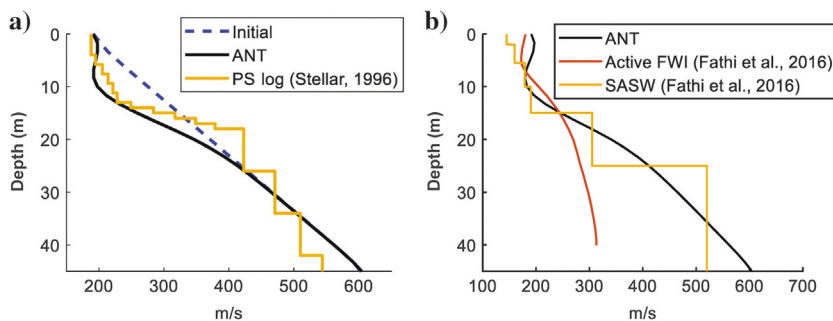 a)
Initial
ANT
PS log (Stellar, 1996)
0
10
20
30
40
Depth (m)
200 300 400 500 600
m/s
b)
ANT
Active FWI (Fathi et al., 2016)
SASW (Fathi et al., 2016)
0
10
20
30
40
Depth (m)
100 200 300 400 500 600 700
m/s